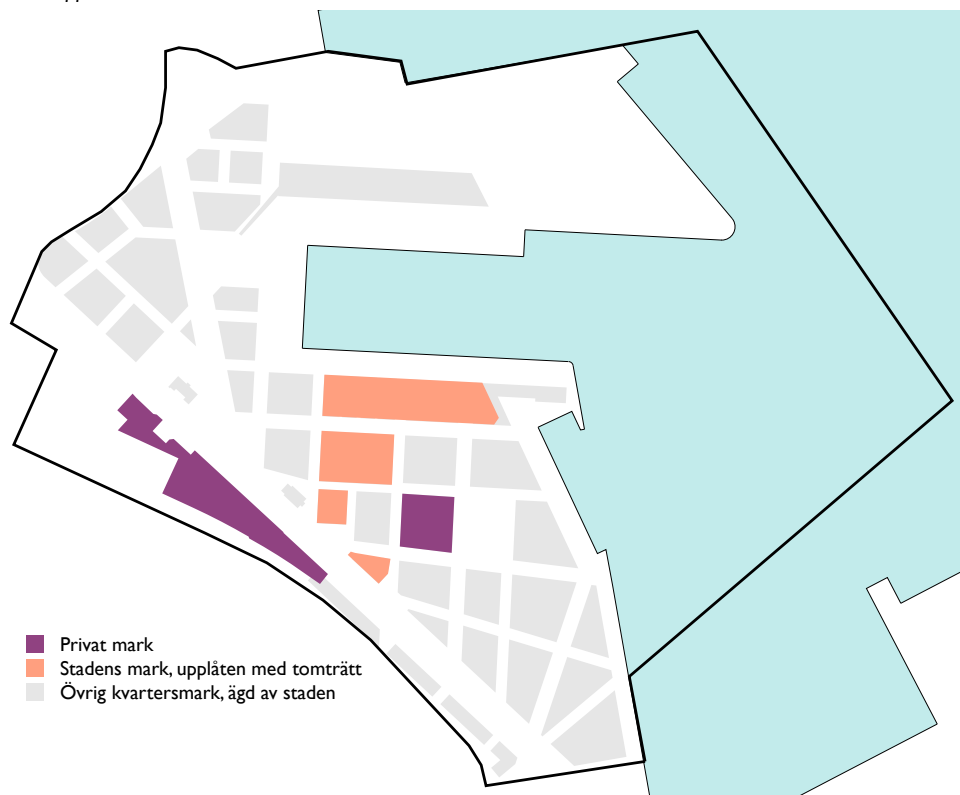 Privat mark
Stadens mark, upplåten med tomträtt
Övrig kvartersmark, ägd av staden